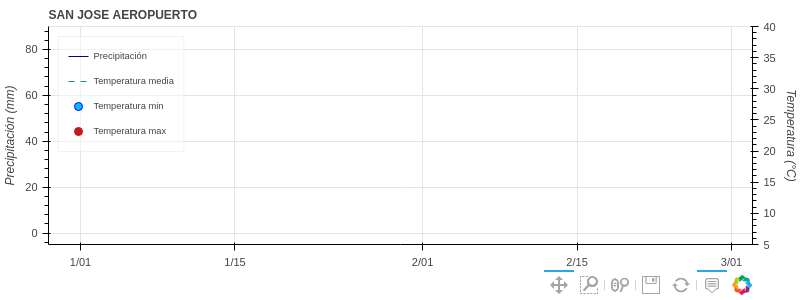 SAN JOSE AEROPUERTO
Precipitación
Temperatura media
Temperatura min
Temperatura max
Precipitación (mm)
80
60
40
20
0
Temperatura (°C)
40
35
30
25
20
15
10
5
1/01
1/15
2/01
2/15
3/01